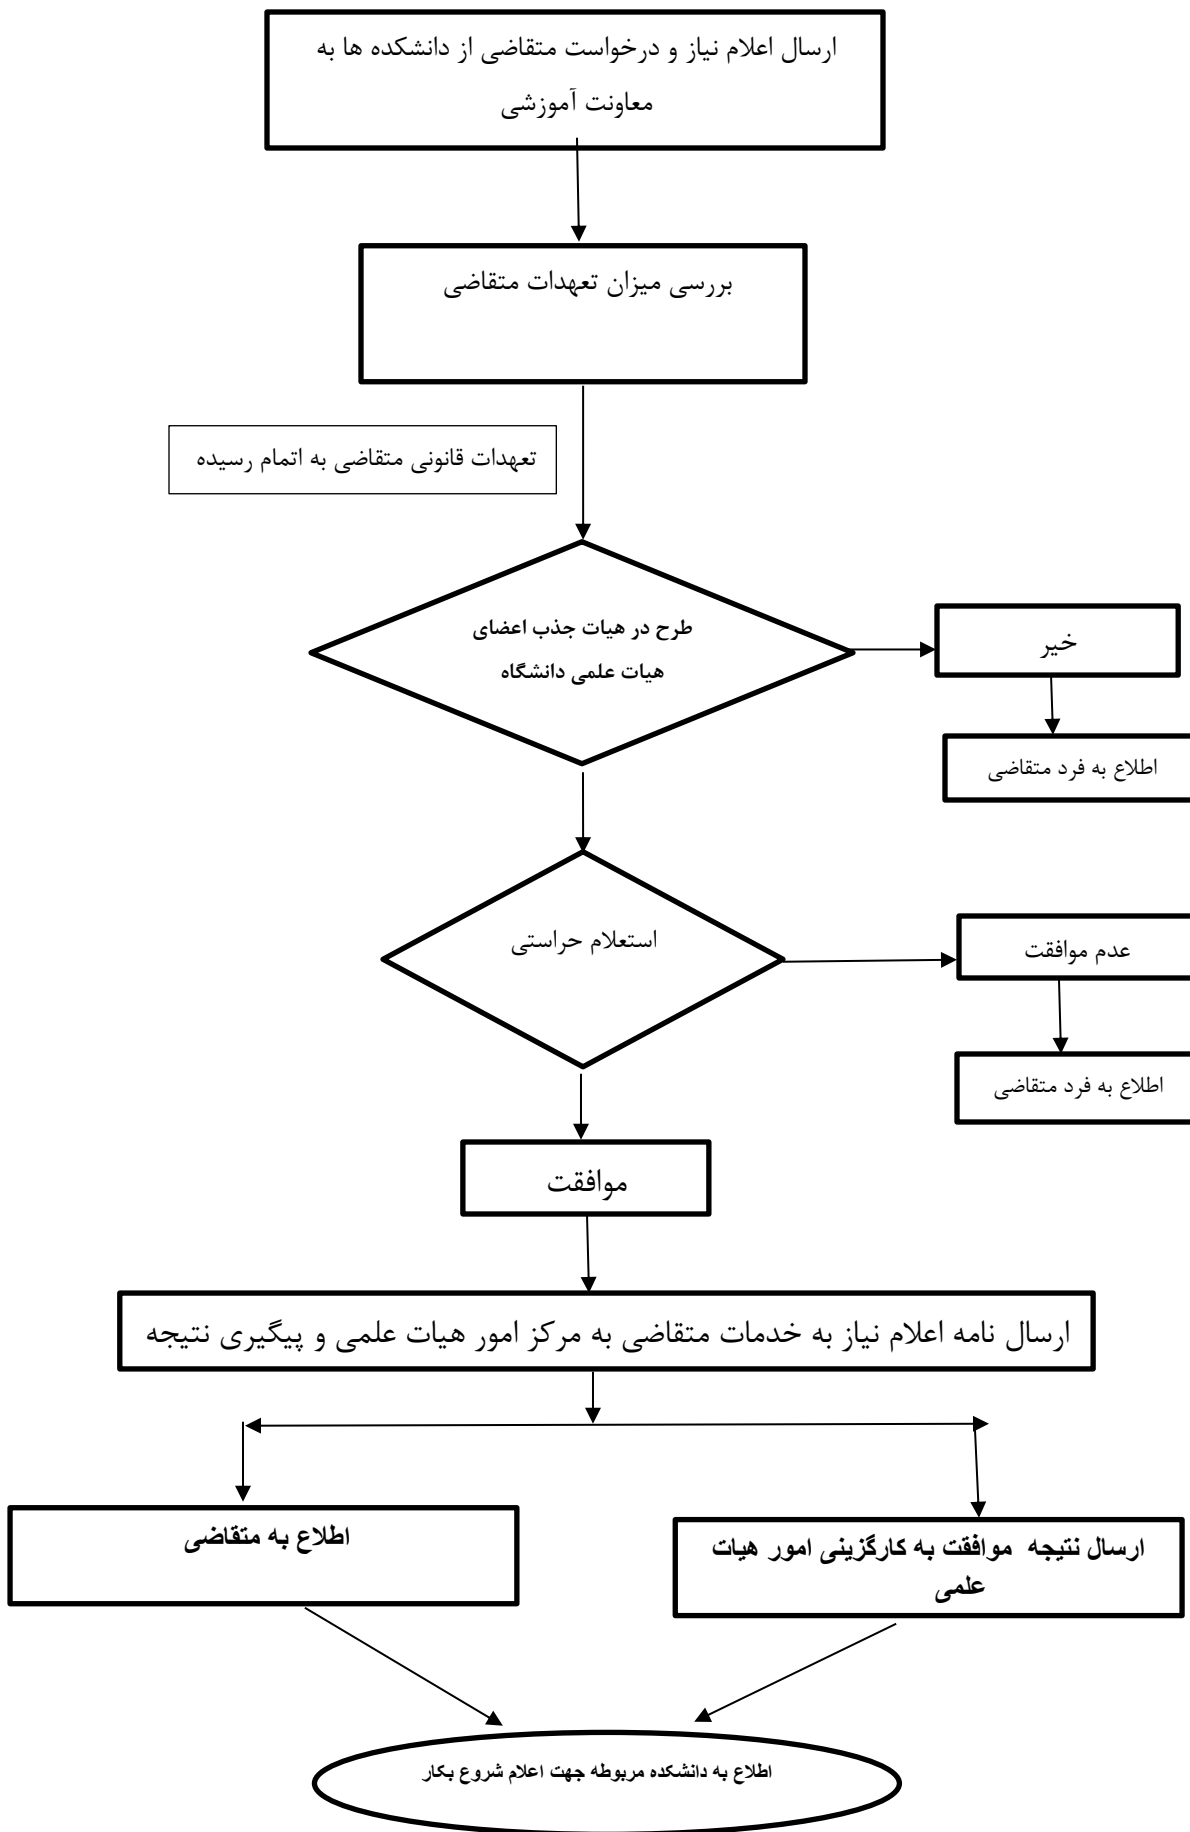 ارسال اعلام نیاز و درخواست متقاضی از دانشکده ها به
معاونت آموزشی
بررسی میزان تعهدات متقاضی
تعهدات قانونی متقاضی به اتمام رسیده
طرح در هیات جذب اعضای
هیات علمی دانشگاه
خیر
اطلاع به فرد متقاضی
استعلام حراستی
عدم موافقت
اطلاع به فرد متقاضی
موافقت
ارسال نامه اعلام نیاز به خدمات متقاضی به مرکز امور هیات علمی و پیگیری نتیجه
ارسال نتیجه موافقت به کارگزینی امور هیات
علمی
اطلاع به متقاضی
اطلاع به دانشکده مربوطه جهت اعلام شروع بکار